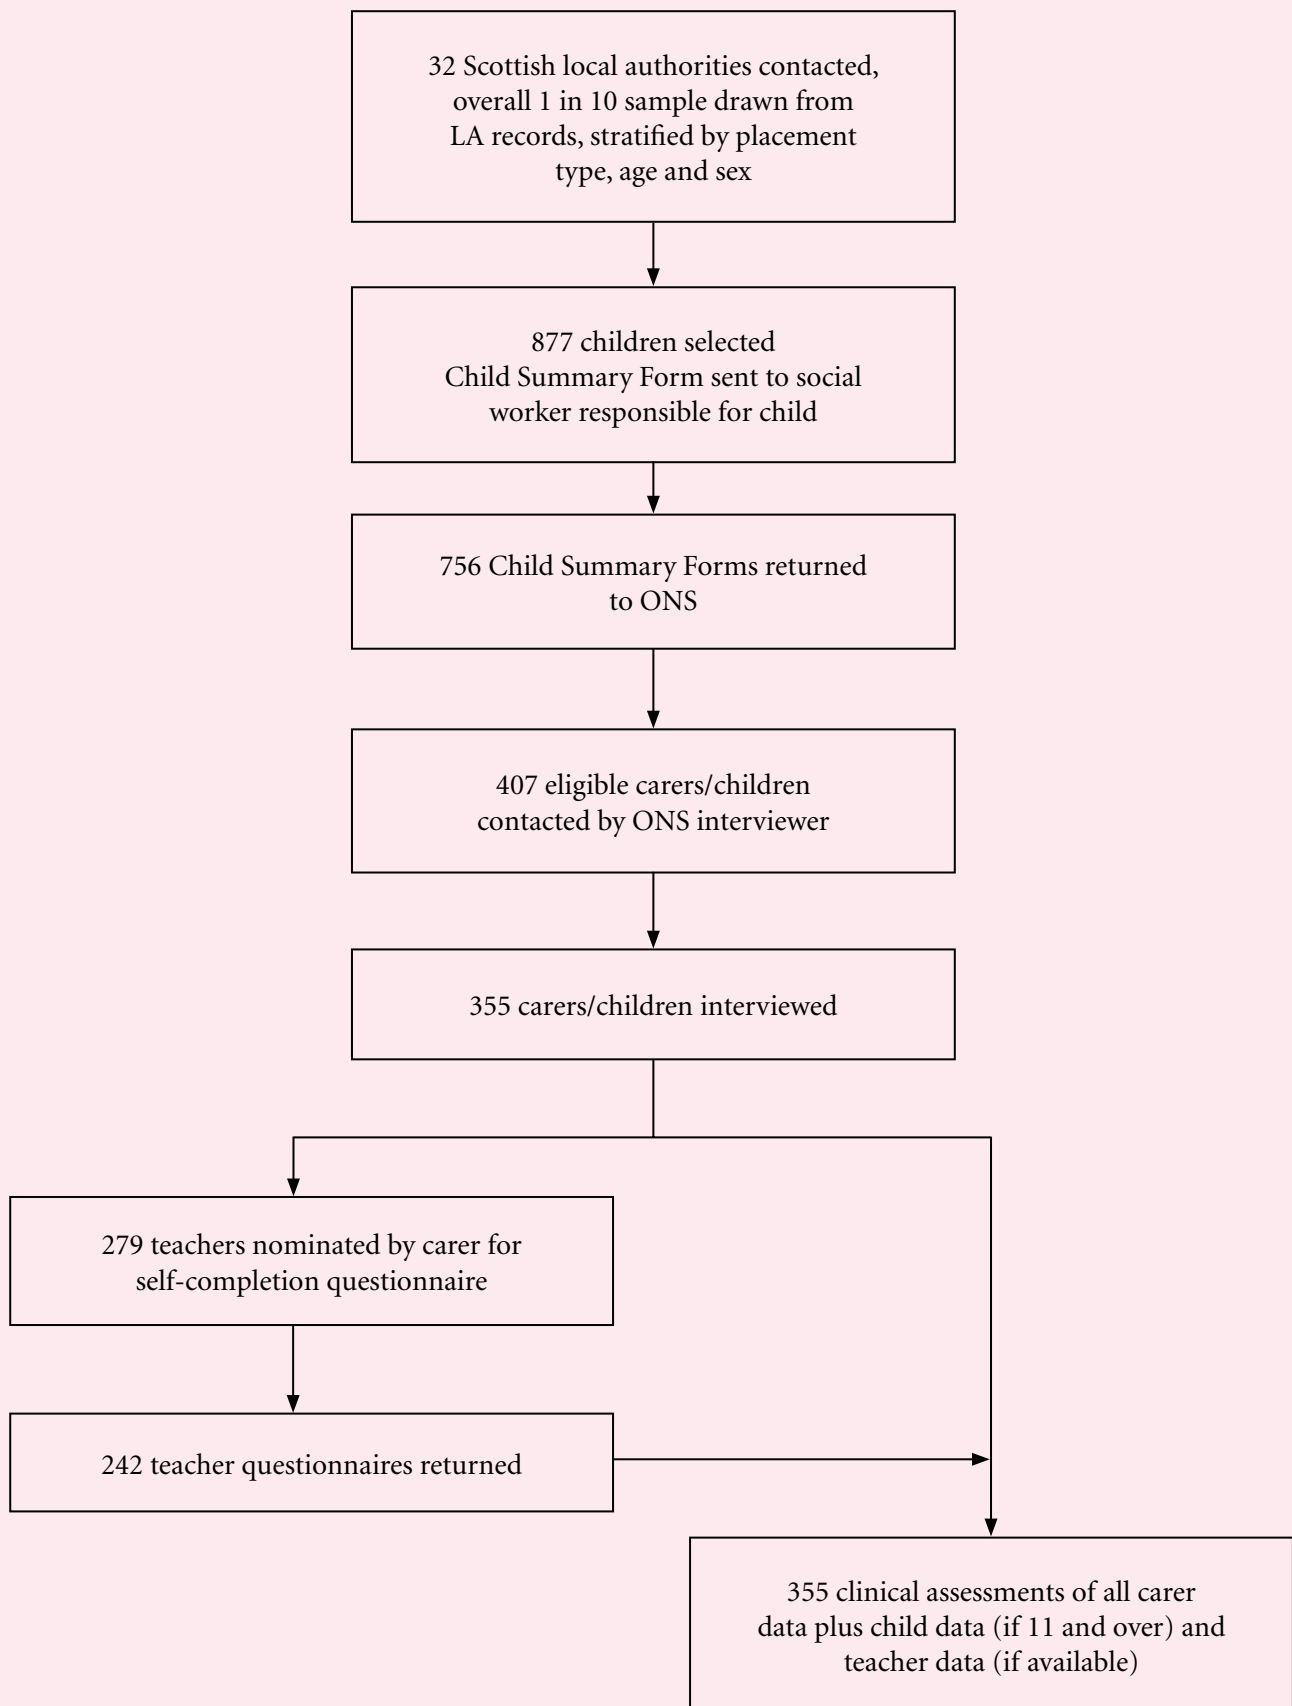 32 Scottish local authorities contacted,
overall 1 in 10 sample drawn from
LA records, stratified by placement
type, age and sex
877 children selected
Child Summary Form sent to social
worker responsible for child
756 Child Summary Forms returned
to ONS
407 eligible carers/children
contacted by ONS interviewer
355 carers/children interviewed
279 teachers nominated by carer for
self-completion questionnaire
242 teacher questionnaires returned
355 clinical assessments of all carer
data plus child data (if 11 and over) and
teacher data (if available)